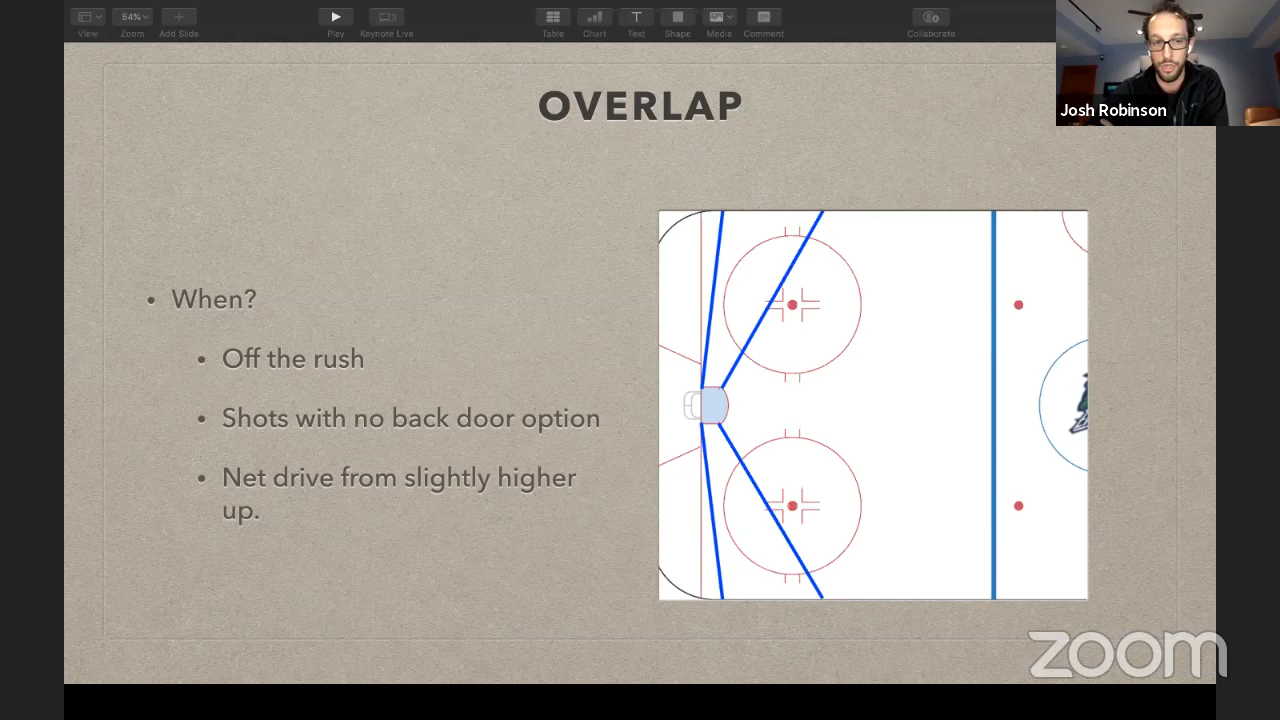 54%
View
Zoom
Add Slide
Play
Keynote Live
Table
Chart
Text
Shape
Media
Comment
Collaborate
Josh Robinson
OVERLAP
• When?
• Off the rush
• Shots with no back door option
• Net drive from slightly higher
up.
zoom